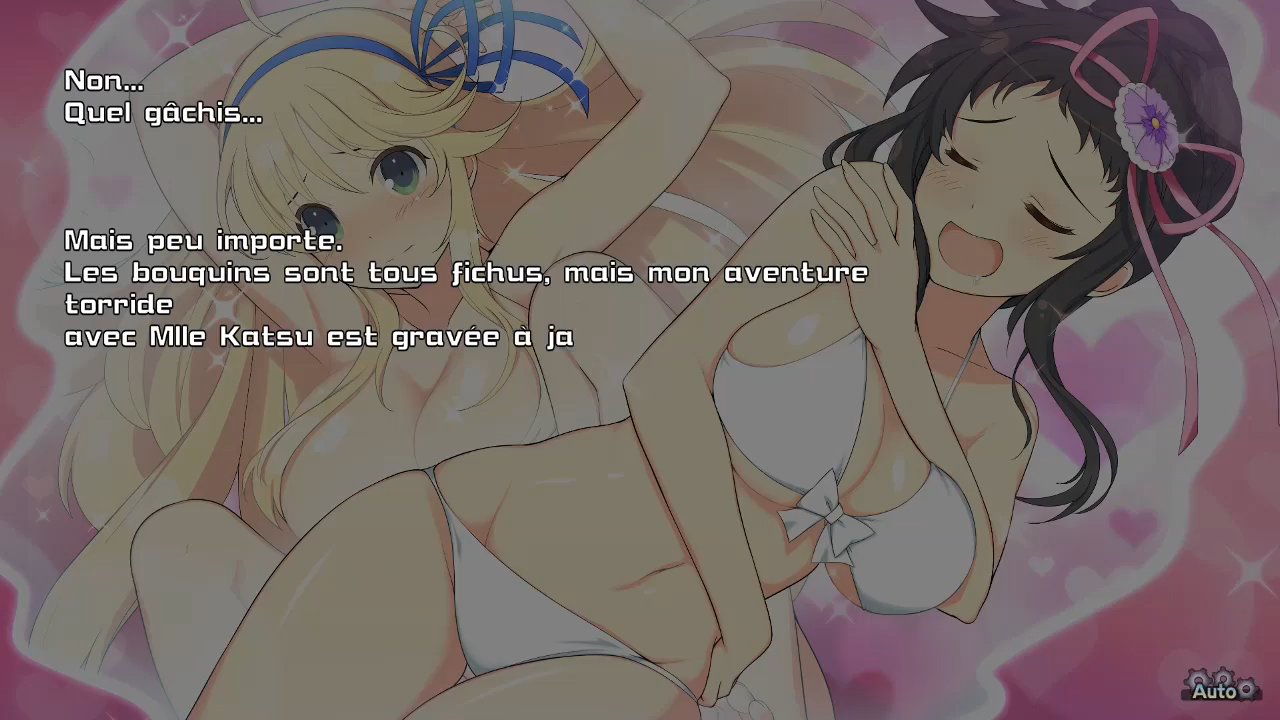 Non...
Quel gâchis...
Mais peu importe.
Les bouquins sont tous fichus, mais mon aventure
torride
avec Mlle Katsu est gravée à ja
Auto